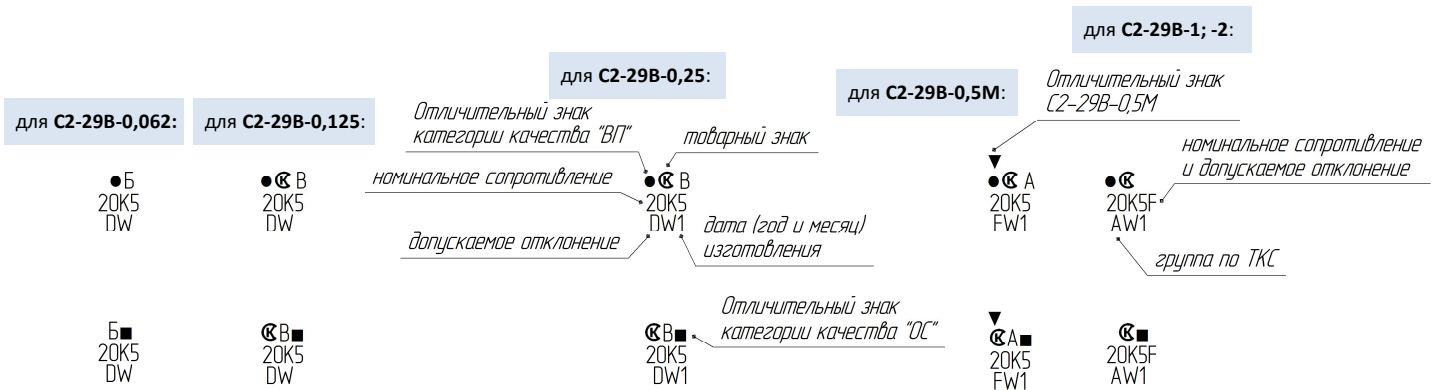 для С2-29В-1; -2:
для С2-29В-0,25:
для С2-29В-0,5М:
для С2-29В-0,062:
для С2-29В-0,125:
Отличительный знак
категории качества "ВП"
товарный знак
номинальное сопротивление
допускаемое отклонение
дата (год и месяц)
изготовления
Отличительный знак
С2-29В-0,5М
номинальное сопротивление
и допускаемое отклонение
группа по ТКС
●Б
20К5
DW
●К В
20К5
DW
●К В
20К5
DW1
▼
●К А
20К5
FW1
●К
20К5F
AW1
Отличительный знак
категории качества "ОС"
Б■
20К5
DW
КВ■
20К5
DW
КВ■
20К5
DW1
▼
КА■
20К5
FW1
К■
20К5F
AW1